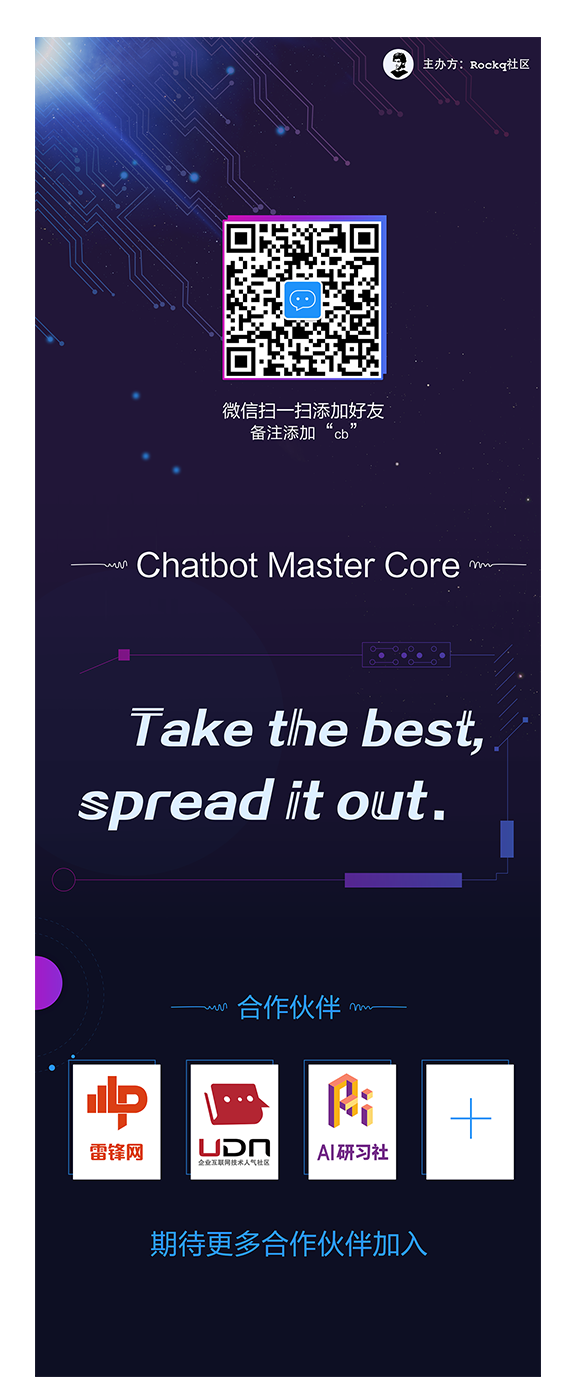 主办方：Rockq社区
微信扫一扫添加好友
备注添加“cb”
Chatbot Master Core
Take the best,
spread it out.
合作伙伴
雷锋网
UDN
企业互联网技术人气社区
AI研习社
期待更多合作伙伴加入